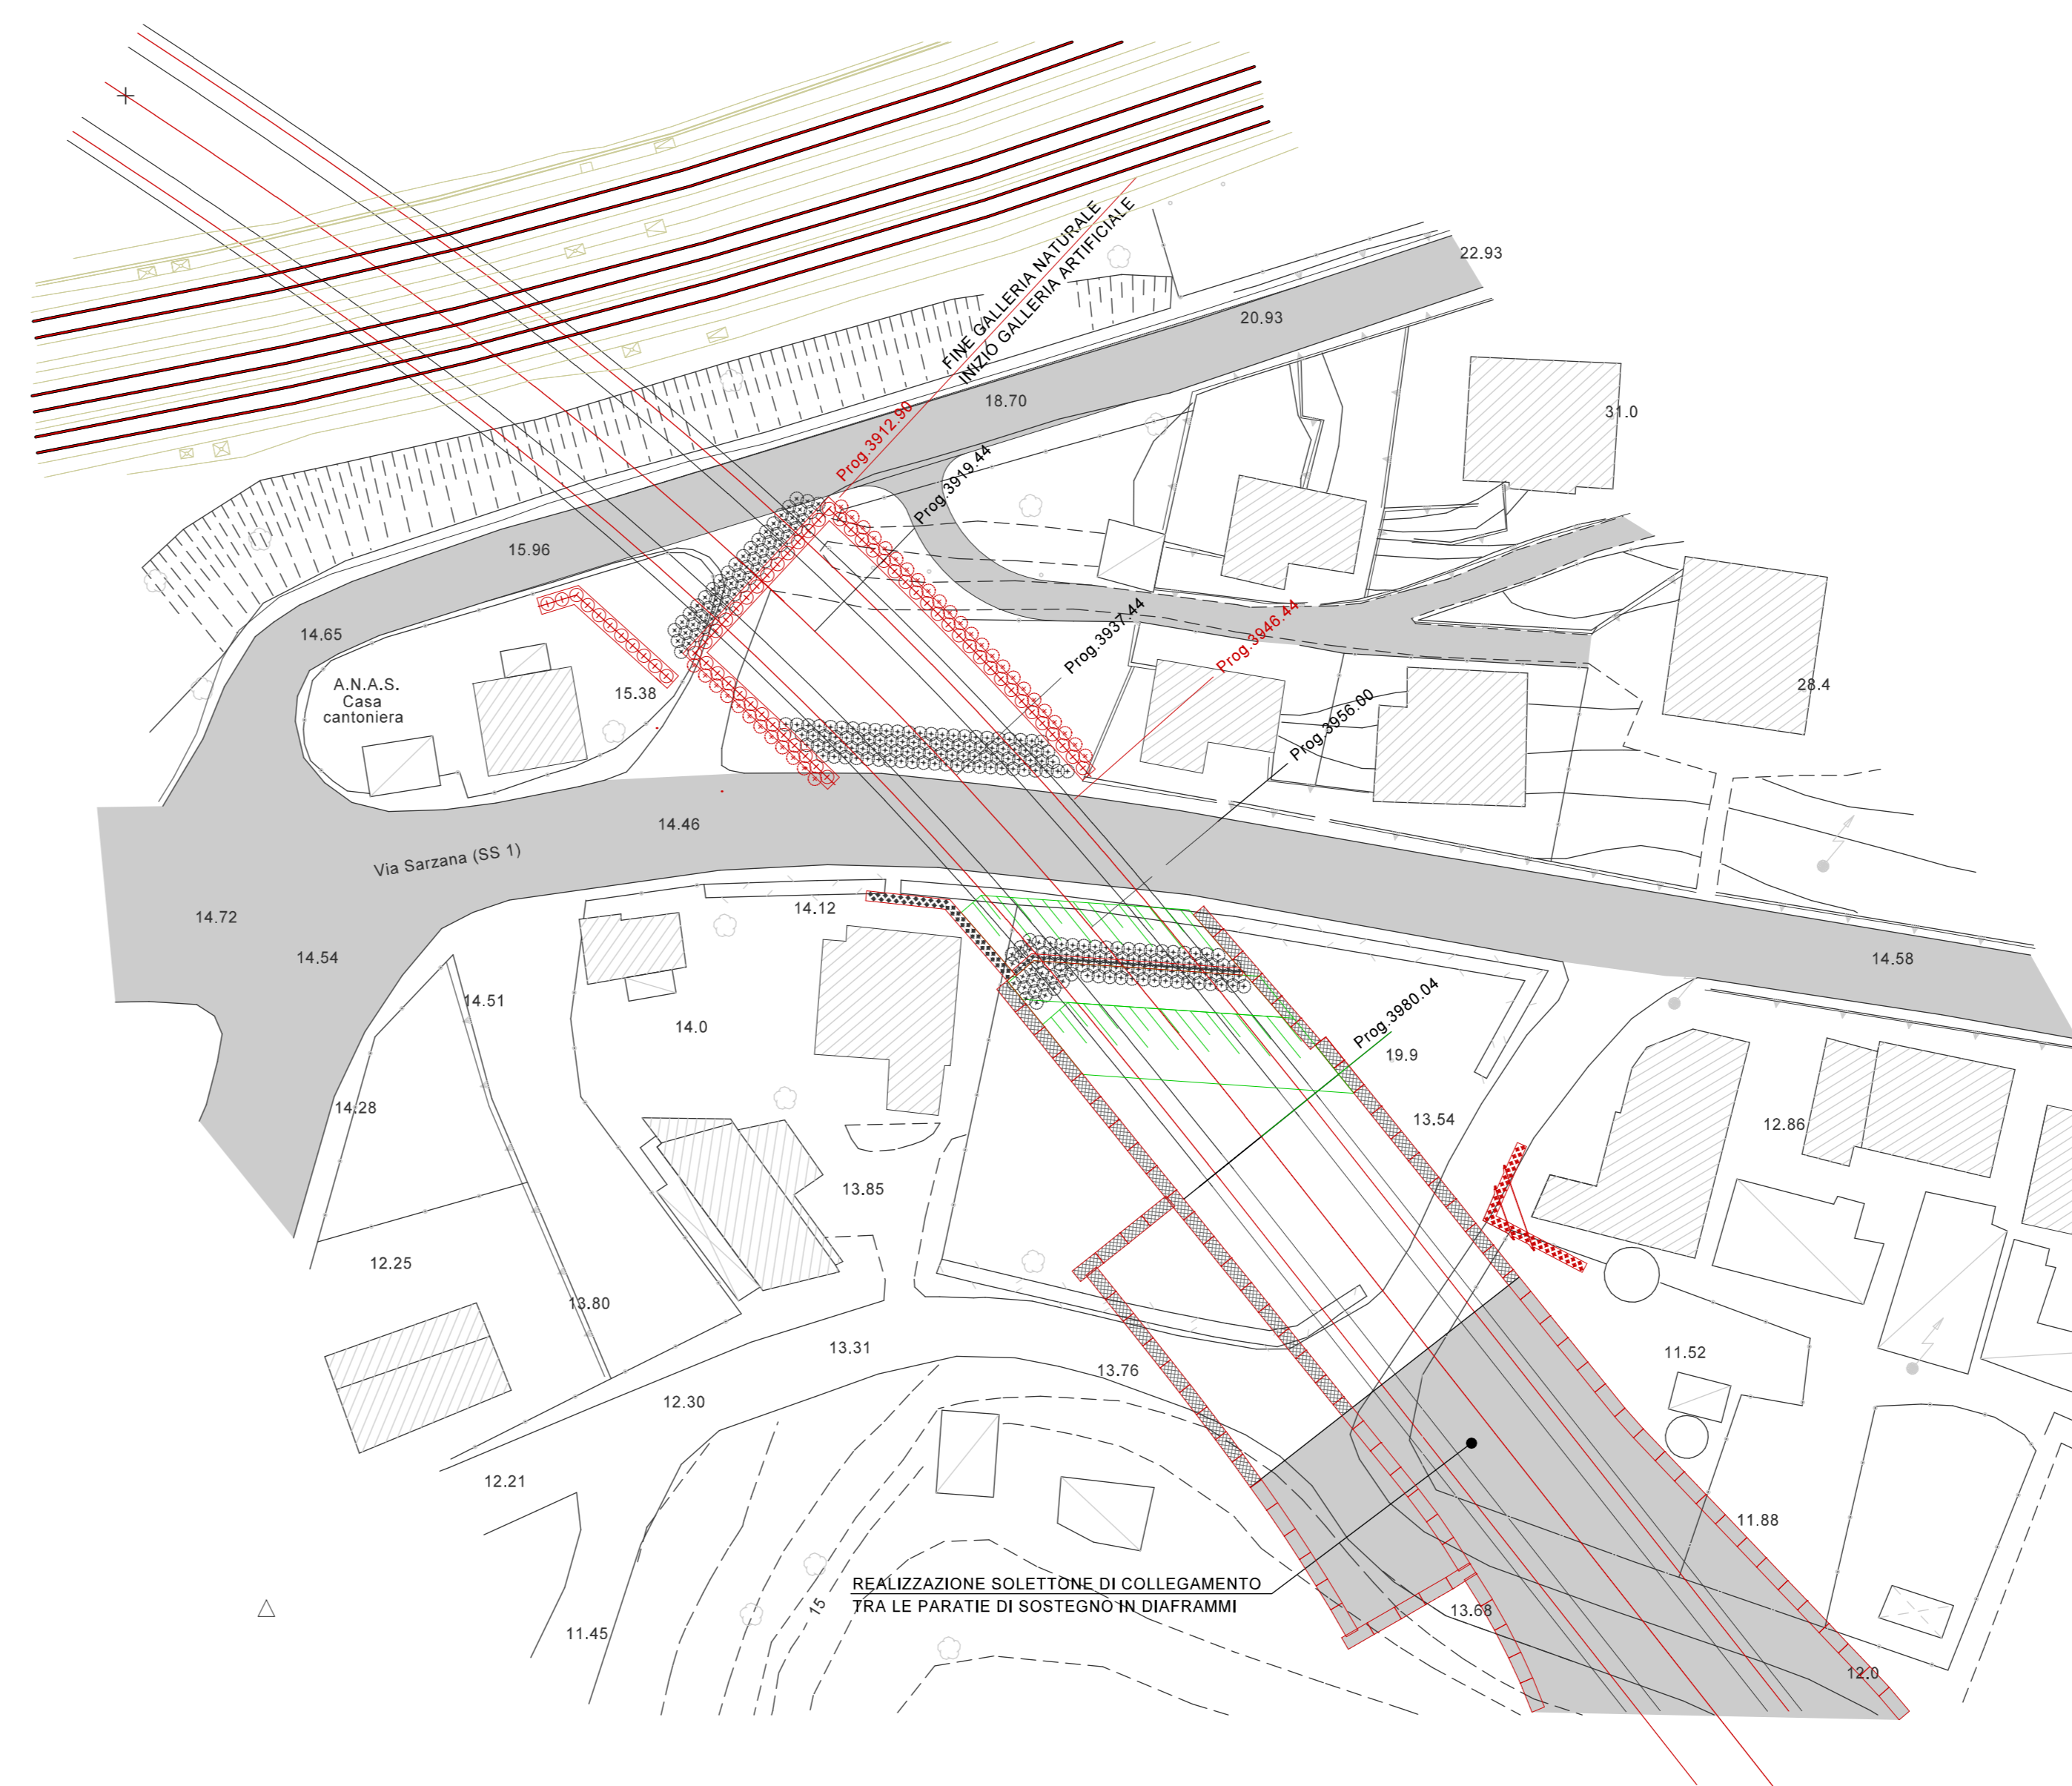 22.93
20.93
FINE GALLERIA NATURALE
INIZIO GALLERIA ARTIFICIALE
18.70
31.0
Prog.3912.90
Prog.3919.44
15.96
14.65
Prog.3937.44
Prog.3946.44
A.N.A.S.
Casa
cantoniera
15.38
28.4
Prog.3956.00
14.46
Via Sarzana (SS 1)
14.12
14.72
14.54
14.58
14.51
14.0
Prog.3980.04
19.9
14.28
13.54
12.86
13.85
12.25
13.80
13.31
11.52
13.76
12.30
12.21
11.88
REALIZZAZIONE SOLETTONE DI COLLEGAMENTO
TRA LE PARATIE DI SOSTEGNO IN DIAFRAMMI
15
13.68
11.45
12.0